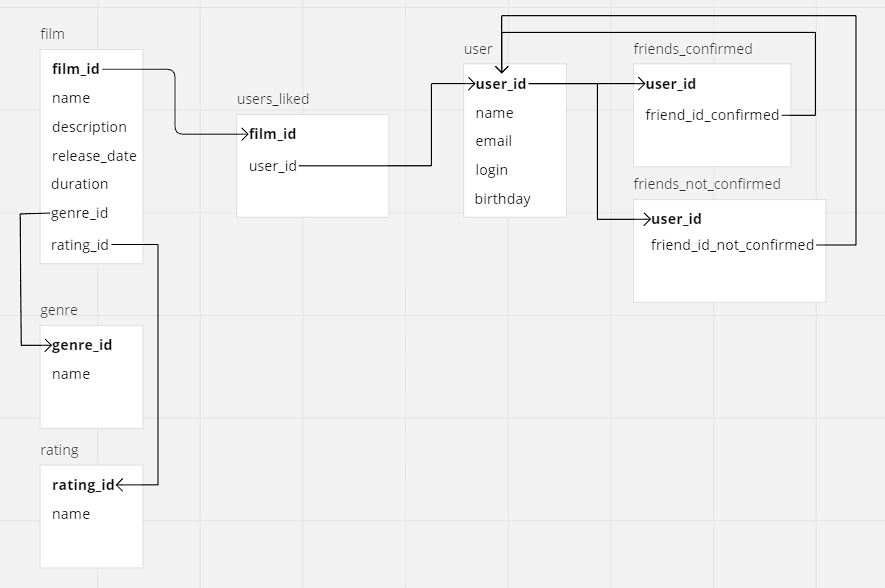 film
film_id
name
description
release_date
duration
genre_id
rating_id
genre
genre_id
name
rating
rating_id
name
users_liked
film_id
user_id
user
user_id
name
email
login
birthday
friends_confirmed
user_id
friend_id_confirmed
friends_not_confirmed
user_id
friend_id_not_confirmed